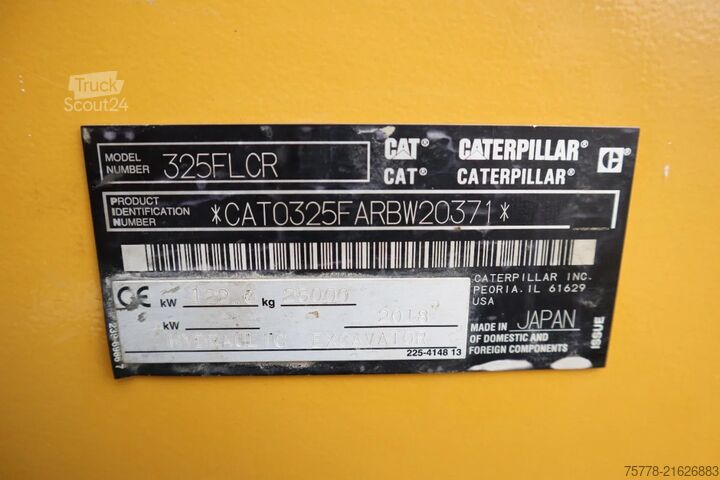 Truck
Scout24
MODEL NUMBER 325FLCR
CAT® CATERPILLAR® C
CAT® CATERPILLAR®
PRODUCT IDENTIFICATION NUMBER *CAT0325FARBW20371*
CE kW kg 26000
kW 2018
HYDRAULIC EXCAVATOR
225-4148 13
CATERPILLAR INC.
PEORIA, IL 61629
USA
MADE IN JAPAN
OF DOMESTIC AND
FOREIGN COMPONENTS
ISSUE
75778-21626883